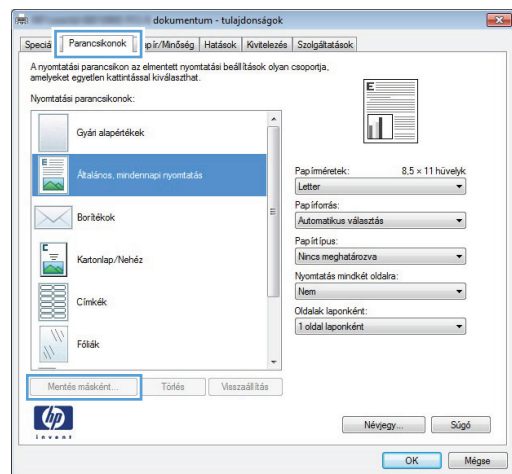 dokumentum - tulajdonságok
Speciá Parancsikonok pír/Minőség Hatások Kivitelezés Szolgáltatások
A nyomtatási parancsikon az elmentett nyomtatási beállítások olyan csoportja,
amelyeket egyetlen kattintással kiválaszthat.
Nyomtatási parancsikonok:
Gyári alapértékek
Általános, mindennapi nyomtatás
Borítékok
Kartonlap/Nehéz
Címkék
Fóliák
Mentés másként... Törlés Visszaállítás
E
Papírméretek: 8,5 × 11 hüvelyk
Letter
Papírforrás:
Automatikus választás
Papírtípus:
Nincs meghatározva
Nyomtatás mindkét oldalra:
Nem
Oldalak laponként:
1 oldal laponként
hp
invent
Névjegy... Súgó
OK Mégse